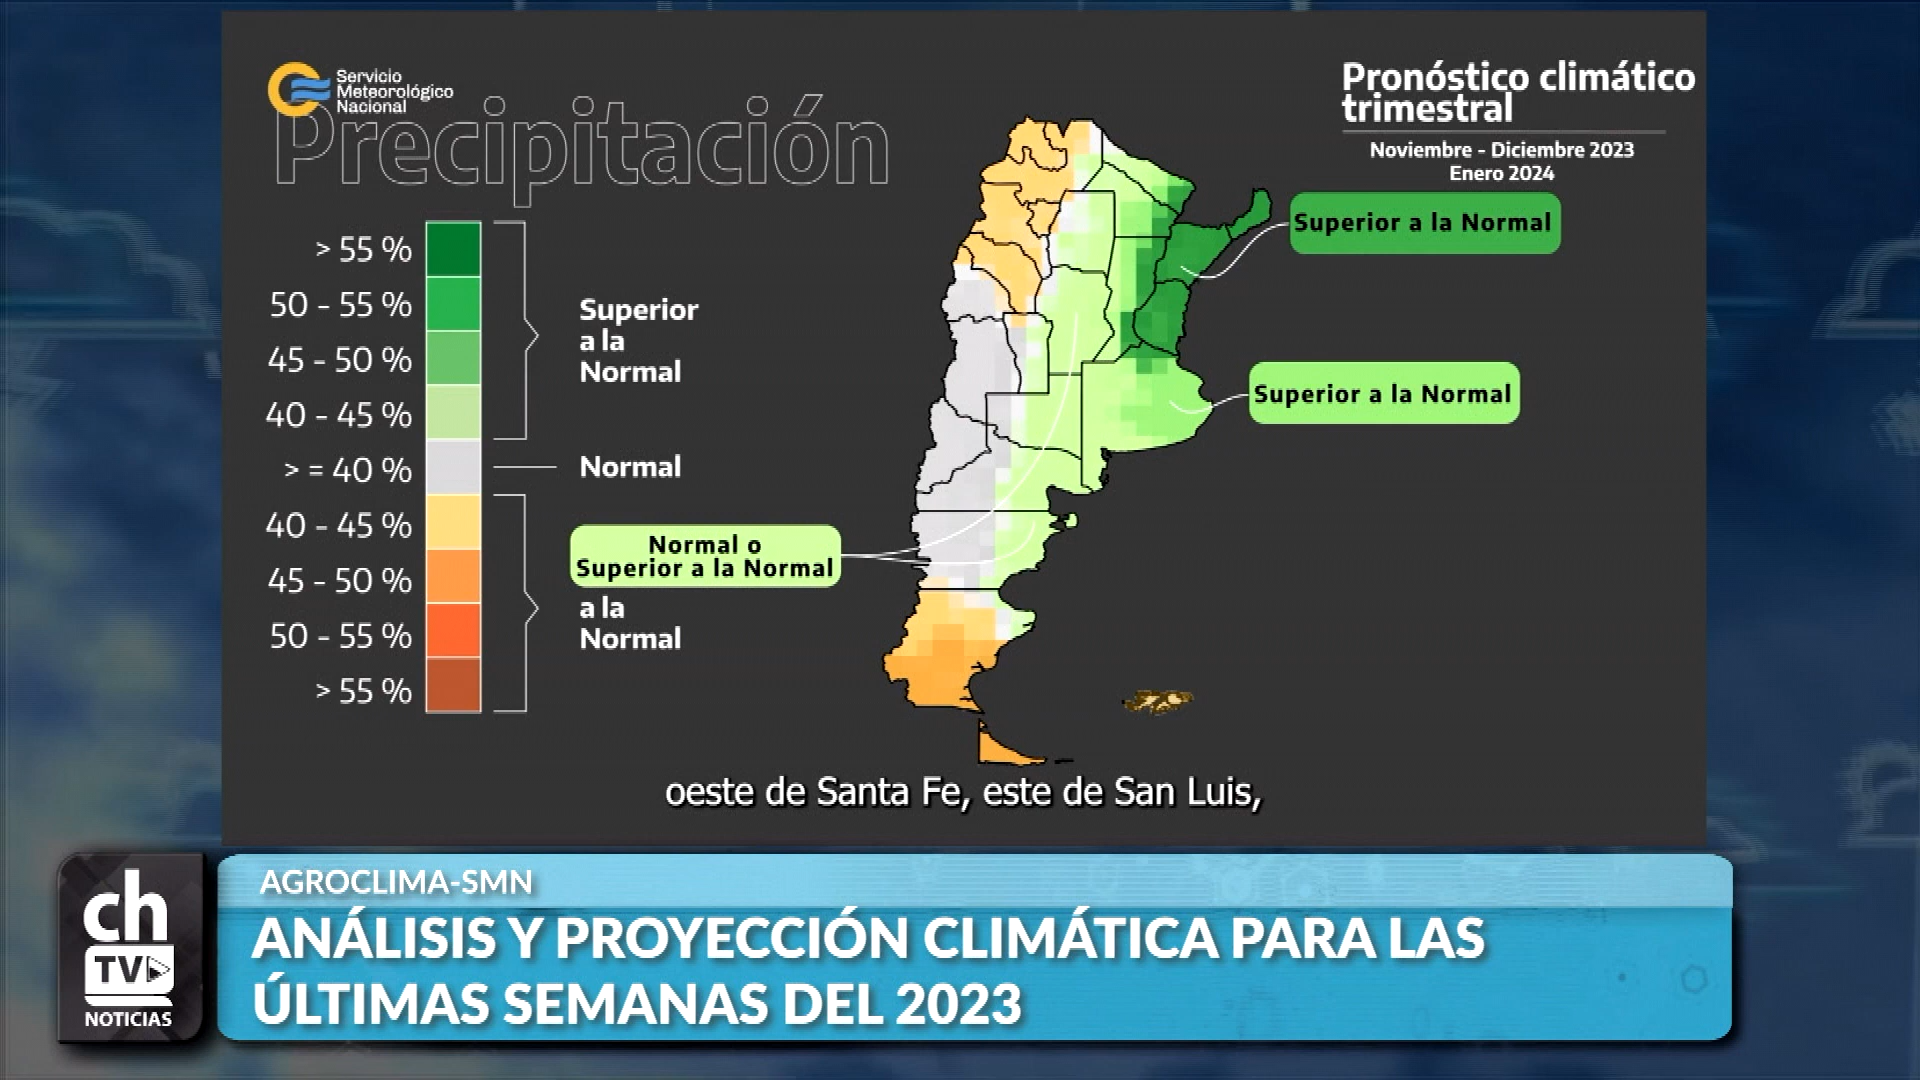 Servicio
Meteorológico
Nacional
Precipitación
Pronóstico climático
trimestral
Noviembre - Diciembre 2023
Enero 2024
Superior a la Normal
Superior a la Normal
> 55 %
50 - 55 %
45 - 50 %
40 - 45 %
> = 40 %
40 - 45 %
45 - 50 %
50 - 55 %
> 55 %
Superior
a la
Normal
Normal
Normal o
Superior a la Normal
a la
Normal
oeste de Santa Fe, este de San Luis,
ch
TV
NOTICIAS
AGROCLIMA-SMN
ANÁLISIS Y PROYECCIÓN CLIMÁTICA PARA LAS
ÚLTIMAS SEMANAS DEL 2023